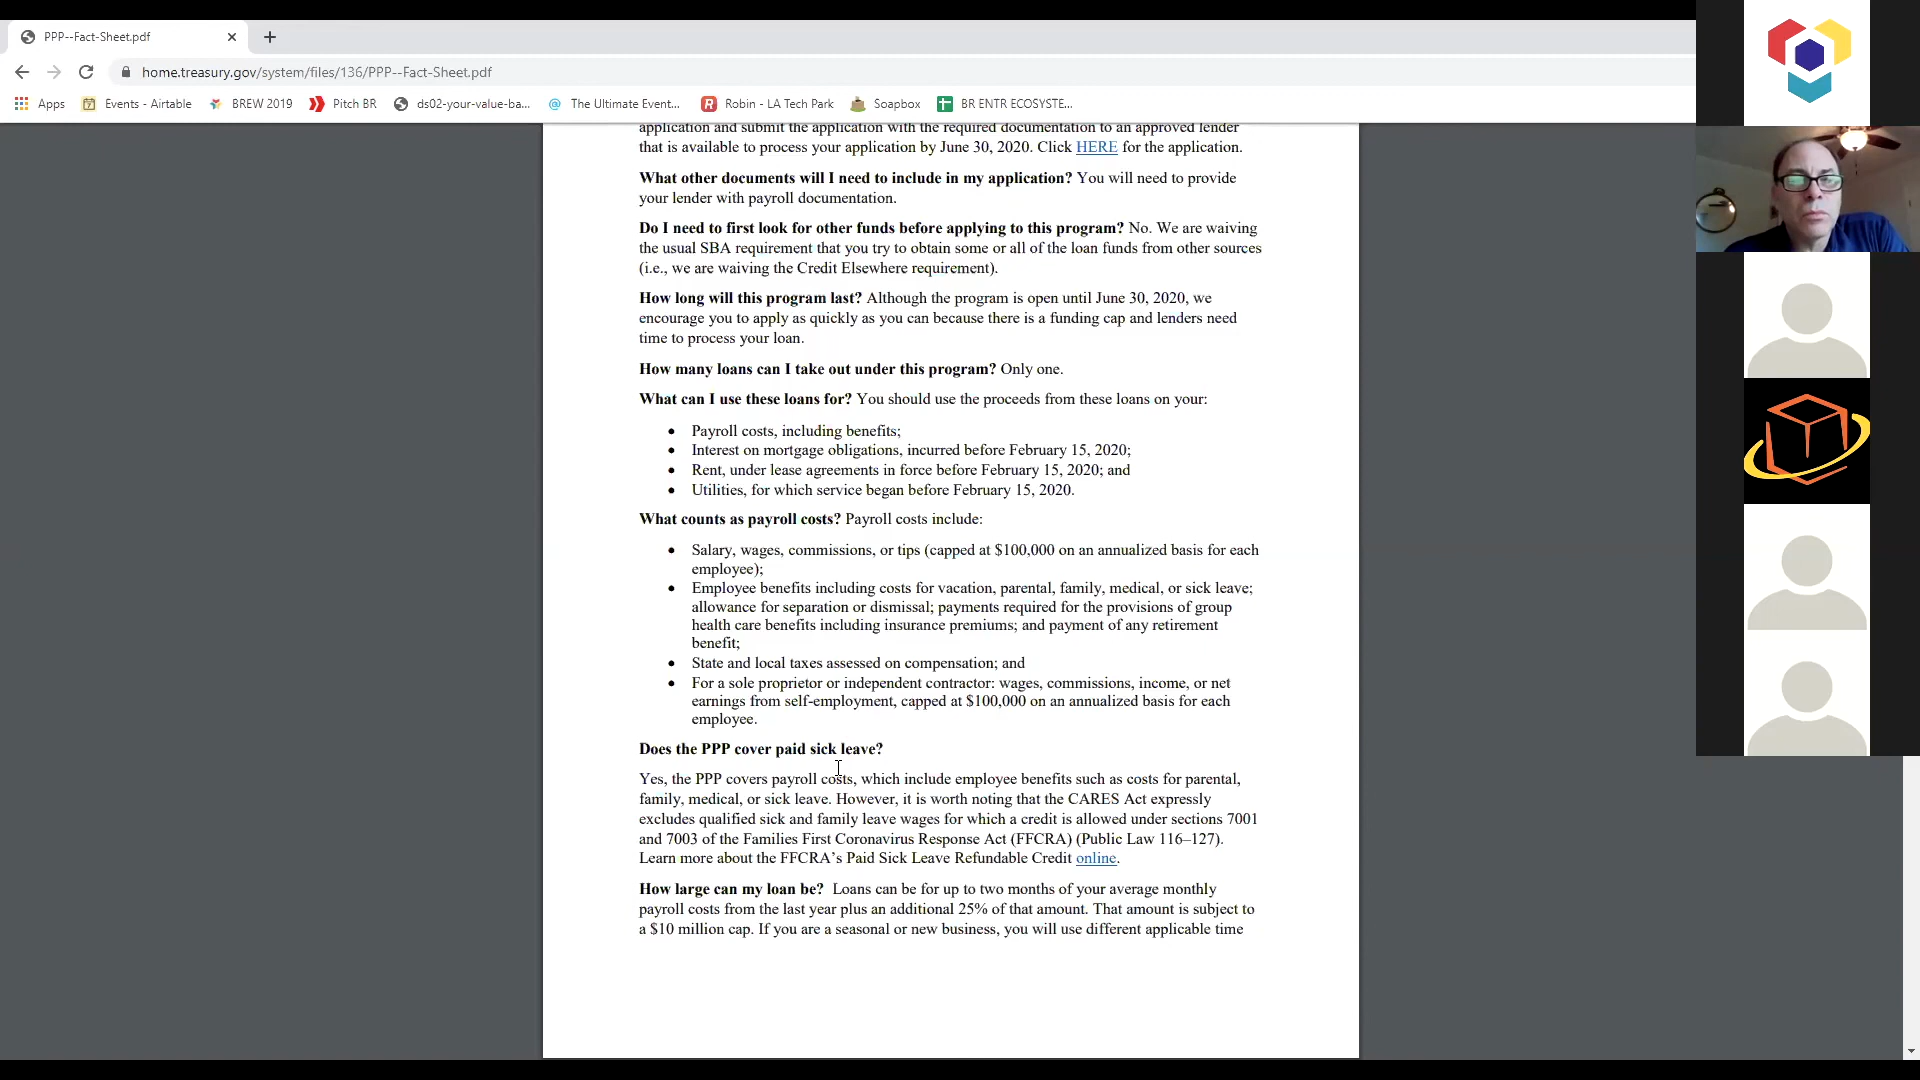 PPP--Fact-Sheet.pdf
home.treasury.gov/system/files/136/PPP--Fact-Sheet.pdf
Apps Events - Airtable BREW 2019 Pitch BR ds02-your-value-ba... The Ultimate Event... Robin - LA Tech Park Soapbox BR ENTR ECOSYSTE...
application and submit the application with the required documentation to an approved lender
that is available to process your application by June 30, 2020. Click HERE for the application.
What other documents will I need to include in my application? You will need to provide
your lender with payroll documentation.
Do I need to first look for other funds before applying to this program? No. We are waiving
the usual SBA requirement that you try to obtain some or all of the loan funds from other sources
(i.e., we are waiving the Credit Elsewhere requirement).
How long will this program last? Although the program is open until June 30, 2020, we
encourage you to apply as quickly as you can because there is a funding cap and lenders need
time to process your loan.
How many loans can I take out under this program? Only one.
What can I use these loans for? You should use the proceeds from these loans on your:
• Payroll costs, including benefits;
• Interest on mortgage obligations, incurred before February 15, 2020;
• Rent, under lease agreements in force before February 15, 2020; and
• Utilities, for which service began before February 15, 2020.
What counts as payroll costs? Payroll costs include:
• Salary, wages, commissions, or tips (capped at $100,000 on an annualized basis for each
employee);
• Employee benefits including costs for vacation, parental, family, medical, or sick leave;
allowance for separation or dismissal; payments required for the provisions of group
health care benefits including insurance premiums; and payment of any retirement
benefit;
• State and local taxes assessed on compensation; and
• For a sole proprietor or independent contractor: wages, commissions, income, or net
earnings from self-employment, capped at $100,000 on an annualized basis for each
employee.
Does the PPP cover paid sick leave?
Yes, the PPP covers payroll costs, which include employee benefits such as costs for parental,
family, medical, or sick leave. However, it is worth noting that the CARES Act expressly
excludes qualified sick and family leave wages for which a credit is allowed under sections 7001
and 7003 of the Families First Coronavirus Response Act (FFCRA) (Public Law 116–127).
Learn more about the FFCRA's Paid Sick Leave Refundable Credit online.
How large can my loan be? Loans can be for up to two months of your average monthly
payroll costs from the last year plus an additional 25% of that amount. That amount is subject to
a $10 million cap. If you are a seasonal or new business, you will use different applicable time